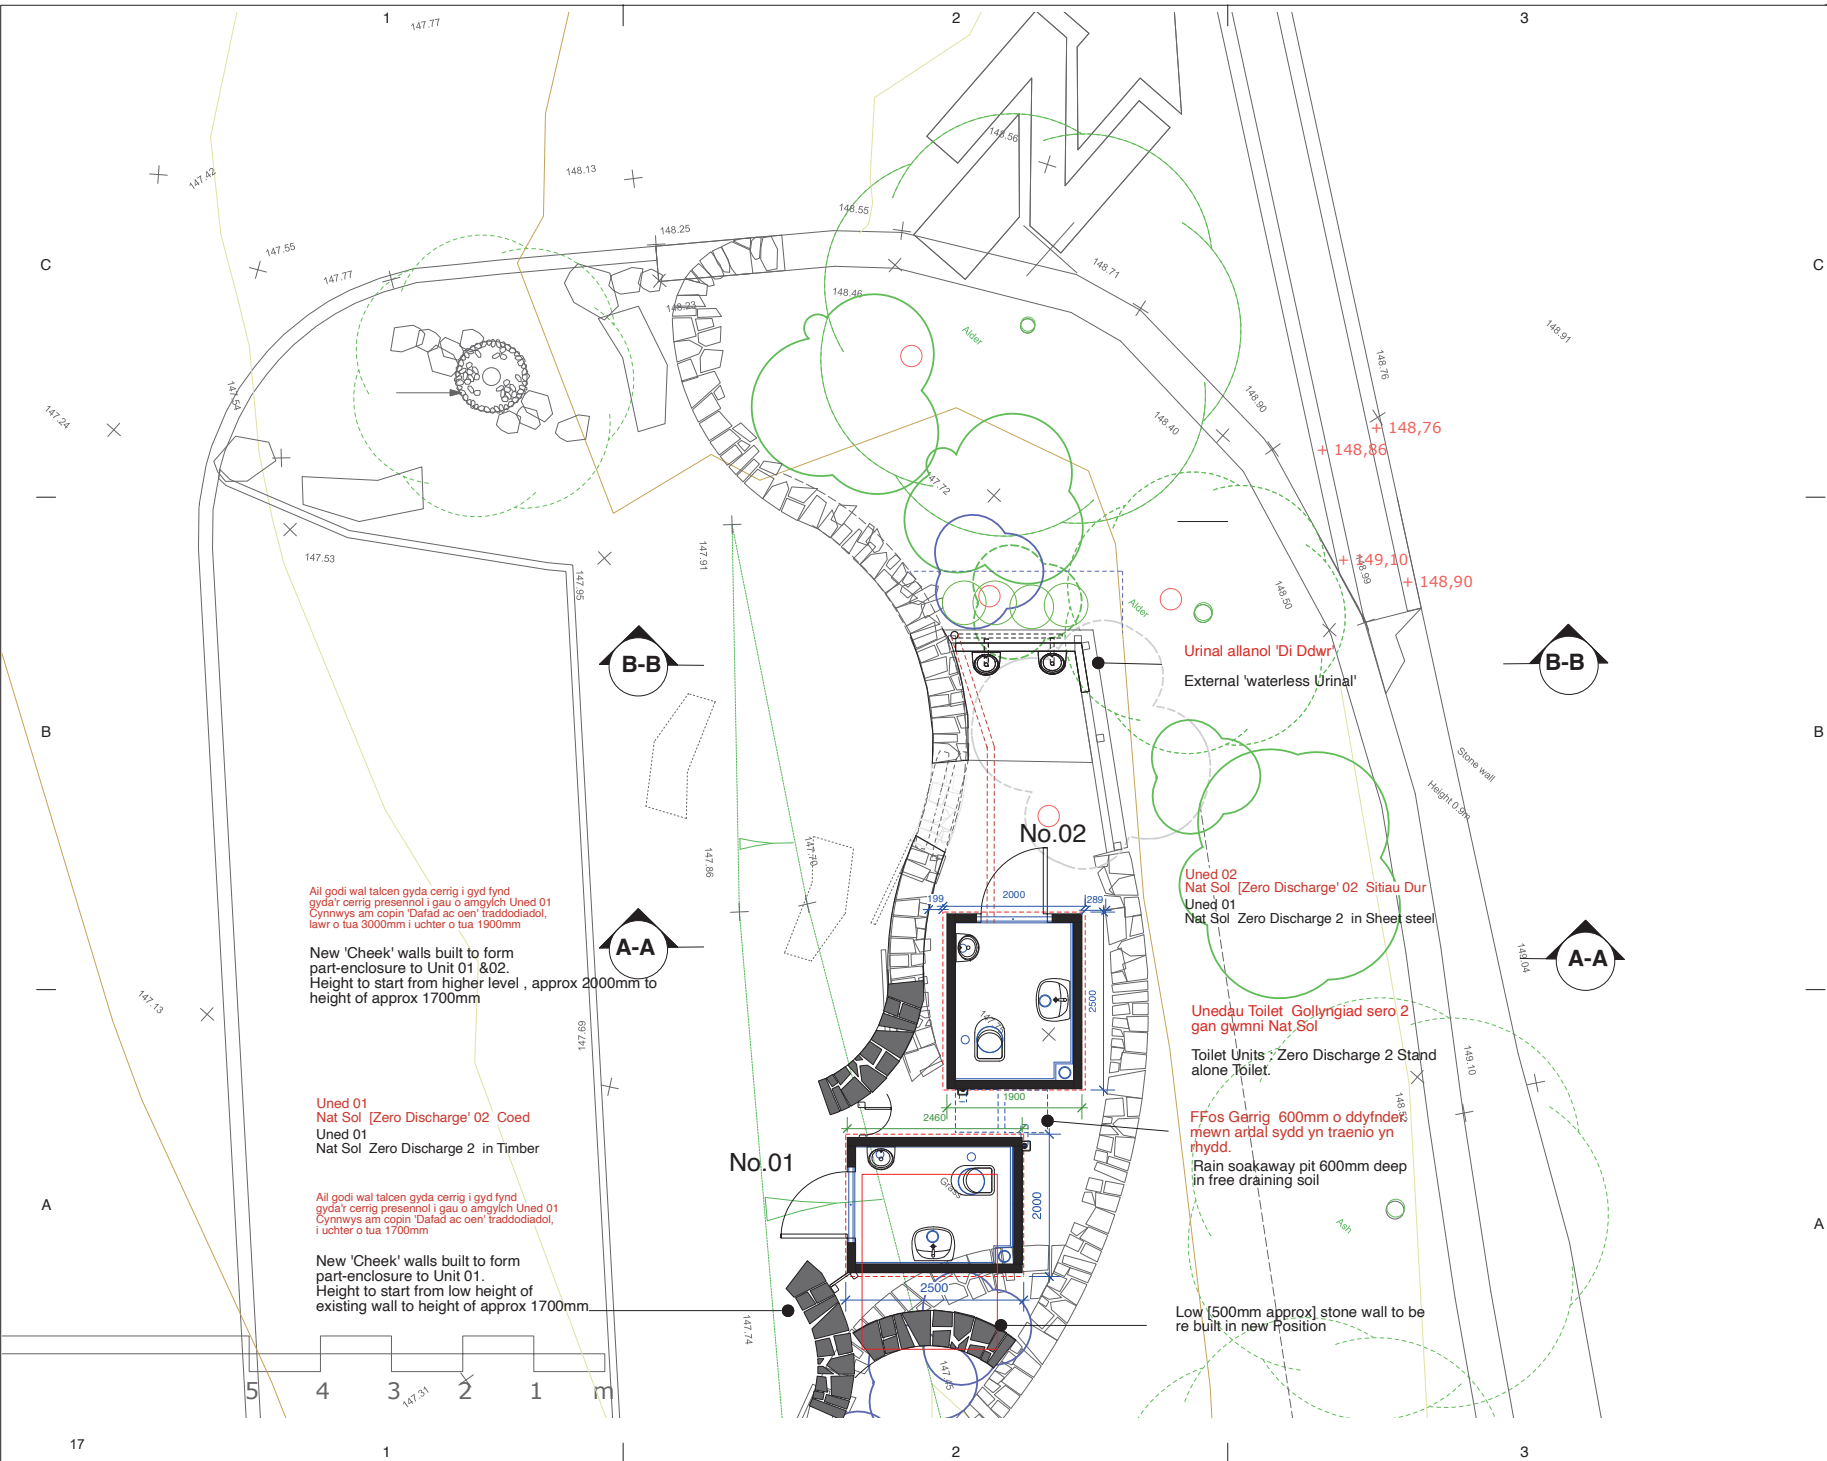 1
2
3
147.77
148.56
148.13
147.42
148.55
148.25
147.55
147.77
C
C
148.71
148.46
148.23
Alder
148.91
148.76
147.54
148.90
147.24
148.40
+ 148,76
+ 148,86
147.72
147.53
147.91
147.95
+ 149,10
148.99
+ 148,90
148.50
Alder
B-B
B-B
Urinal allanol 'Di Ddwr'
External 'waterless Urinal'
B
B
Stone wall
Height 0.9m
No.02
147.86
147.70
Uned 02
Nat Sol [Zero Discharge' 02 Sitiau Dur
Uned 01
Nat Sol Zero Discharge 2 in Sheet steel
199
2000
289
Ail godi wal talcen gyda cerrig i gyd fynd
gyda'r cerrig presennol i gau o amgylch Uned 01
Cynnwys am copin 'Dafad ac oen' traddodiadol,
lawr o tua 3000mm i uchter o tua 1900mm
New 'Cheek' walls built to form
part-enclosure to Unit 01 &02.
Height to start from higher level , approx 2000mm to
height of approx 1700mm
A-A
A-A
149.04
147.13
2500
147.69
Unedau Toilet Gollyngiad sero 2
gan gwmni Nat Sol
Toilet Units : Zero Discharge 2 Stand
alone Toilet.
149.10
1900
2460
Uned 01
Nat Sol [Zero Discharge' 02 Coed
Uned 01
Nat Sol Zero Discharge 2 in Timber
FFos Gerrig 600mm o ddyfnder
mewn ardal sydd yn traenio yn
rhydd.
Rain soakaway pit 600mm deep
in free draining soil
No.01
Grass
2000
A
A
Ash
Ail godi wal talcen gyda cerrig i gyd fynd
gyda'r cerrig presennol i gau o amgylch Uned 01
Cynnwys am copin 'Dafad ac oen' traddodiadol,
i uchter o tua 1700mm
New 'Cheek' walls built to form
part-enclosure to Unit 01.
Height to start from low height of
existing wall to height of approx 1700mm
2500
Low [500mm approx] stone wall to be
re built in new Position
147.74
147.45
5 4 3 2 1 m
147.31
17
1
2
3